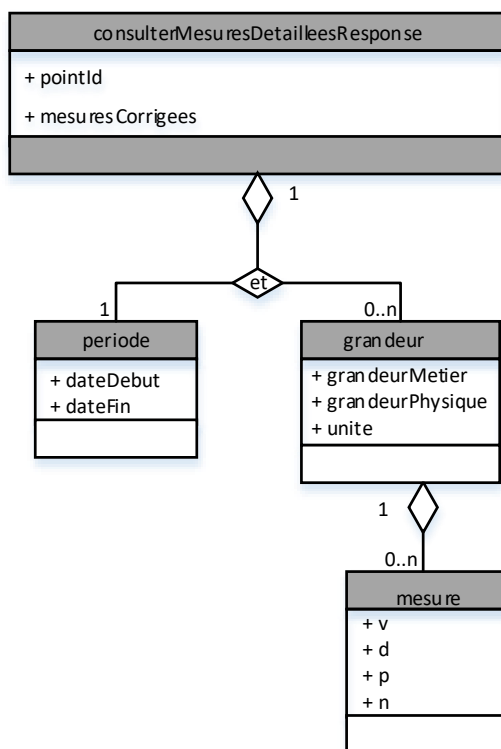 consulterMesuresDetailleesResponse
+ pointId
+ mesuresCorrigees
1
et
1
0..n
periode
+ dateDebut
+ dateFin
grandeur
+ grandeurMetier
+ grandeurPhysique
+ unite
1
0..n
mesure
+ v
+ d
+ p
+ n